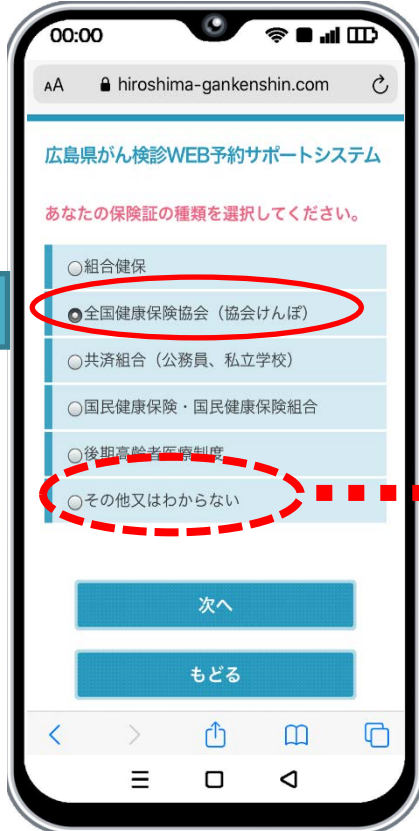 00:00
AA hiroshima-gankenshin.com
広島県がん検診WEB予約サポートシステム
あなたの保険証の種類を選択してください。
組合健保
全国健康保険協会（協会けんぽ）
共済組合（公務員、私立学校）
国民健康保険・国民健康保険組合
後期高齢者医療制度
その他又はわからない
次へ
もどる